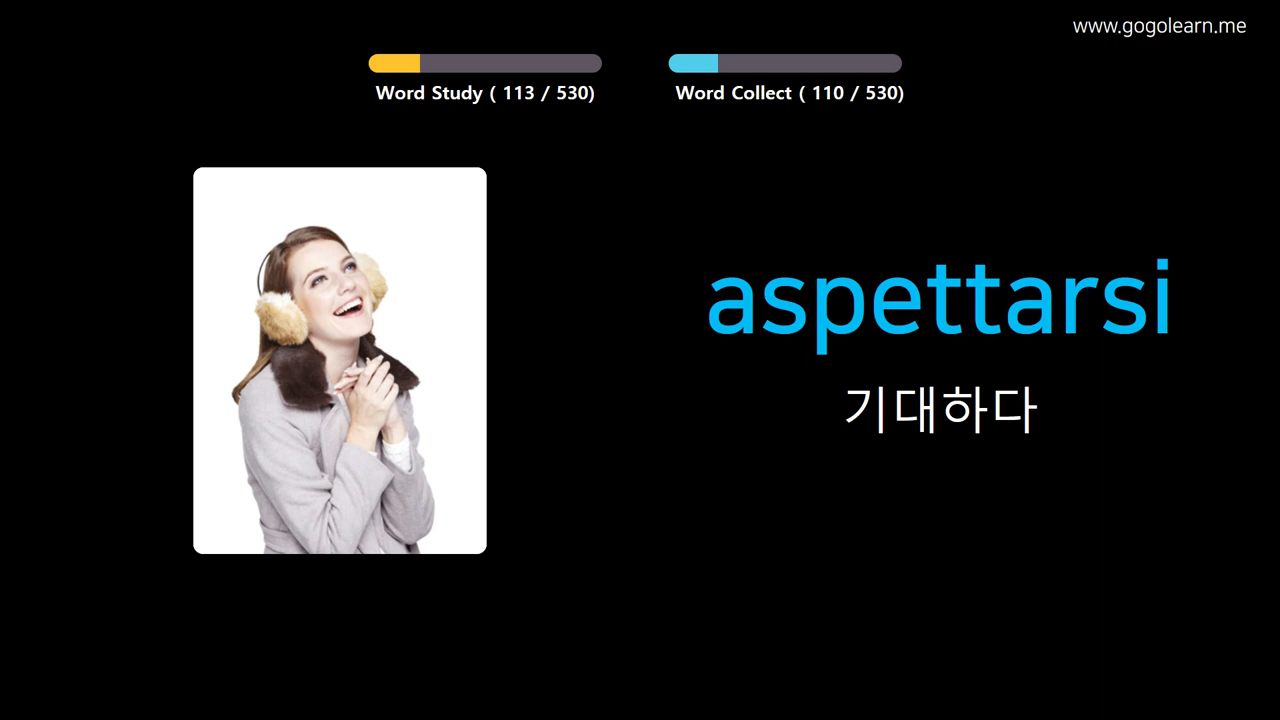 www.gogolearn.me
Word Study ( 113 / 530)
Word Collect ( 110 / 530)
aspettarsi
기대하다